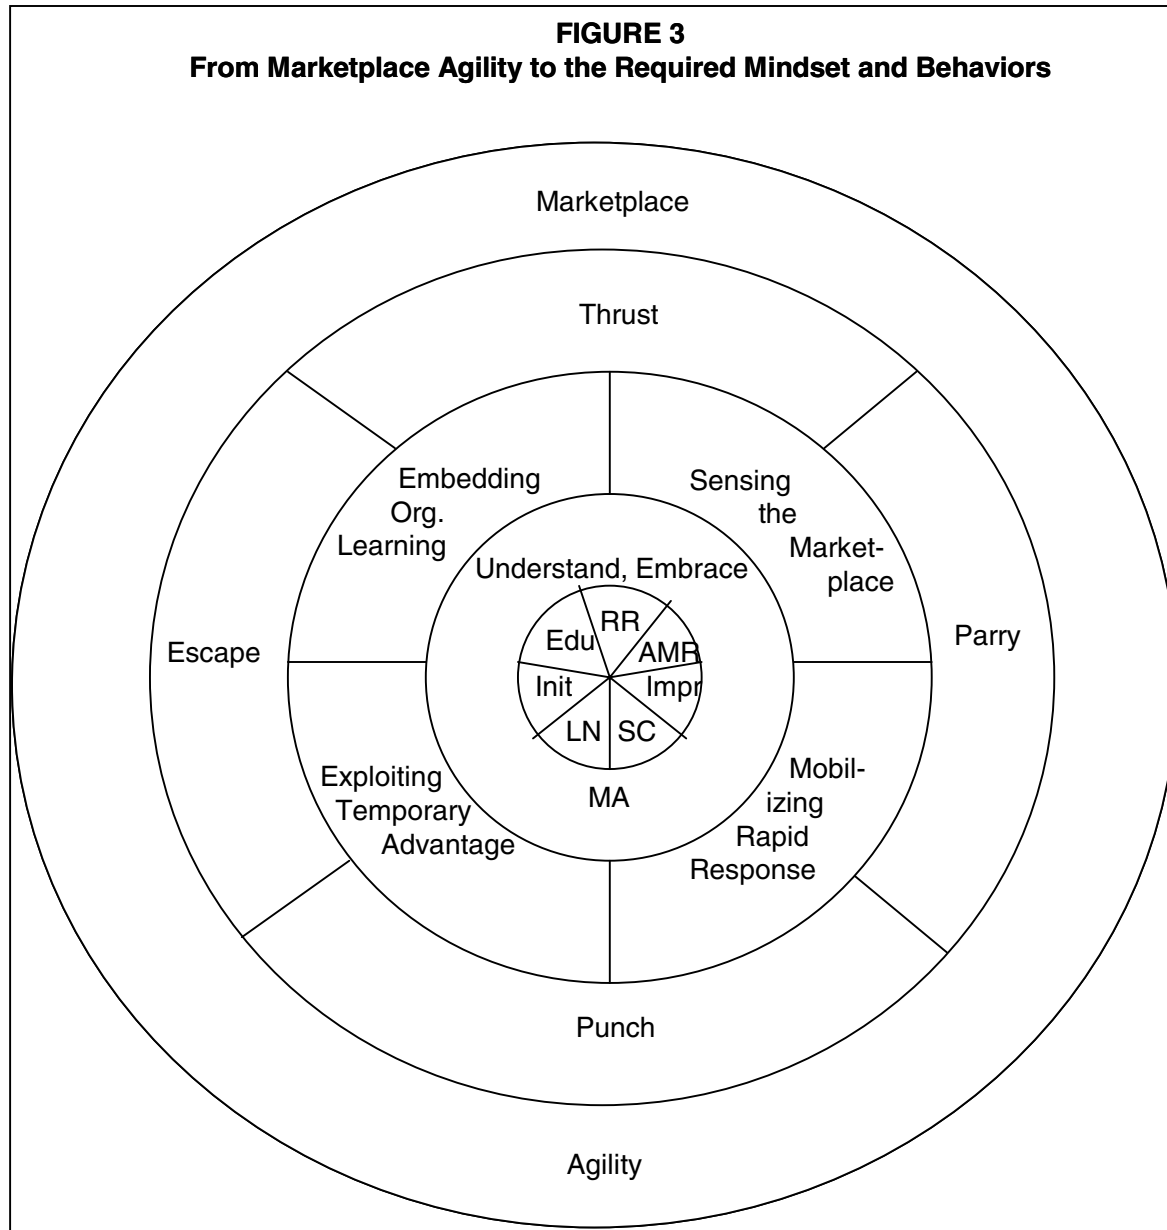 FIGURE 3
From Marketplace Agility to the Required Mindset and Behaviors
Marketplace
Thrust
Embedding
Org.
Learning
Sensing
the
Market-
place
Understand, Embrace
RR
Edu
AMR
Escape
Parry
Init
Impr
LN
SC
MA
Exploiting
Temporary
Advantage
Mobil-
izing
Rapid
Response
Punch
Agility